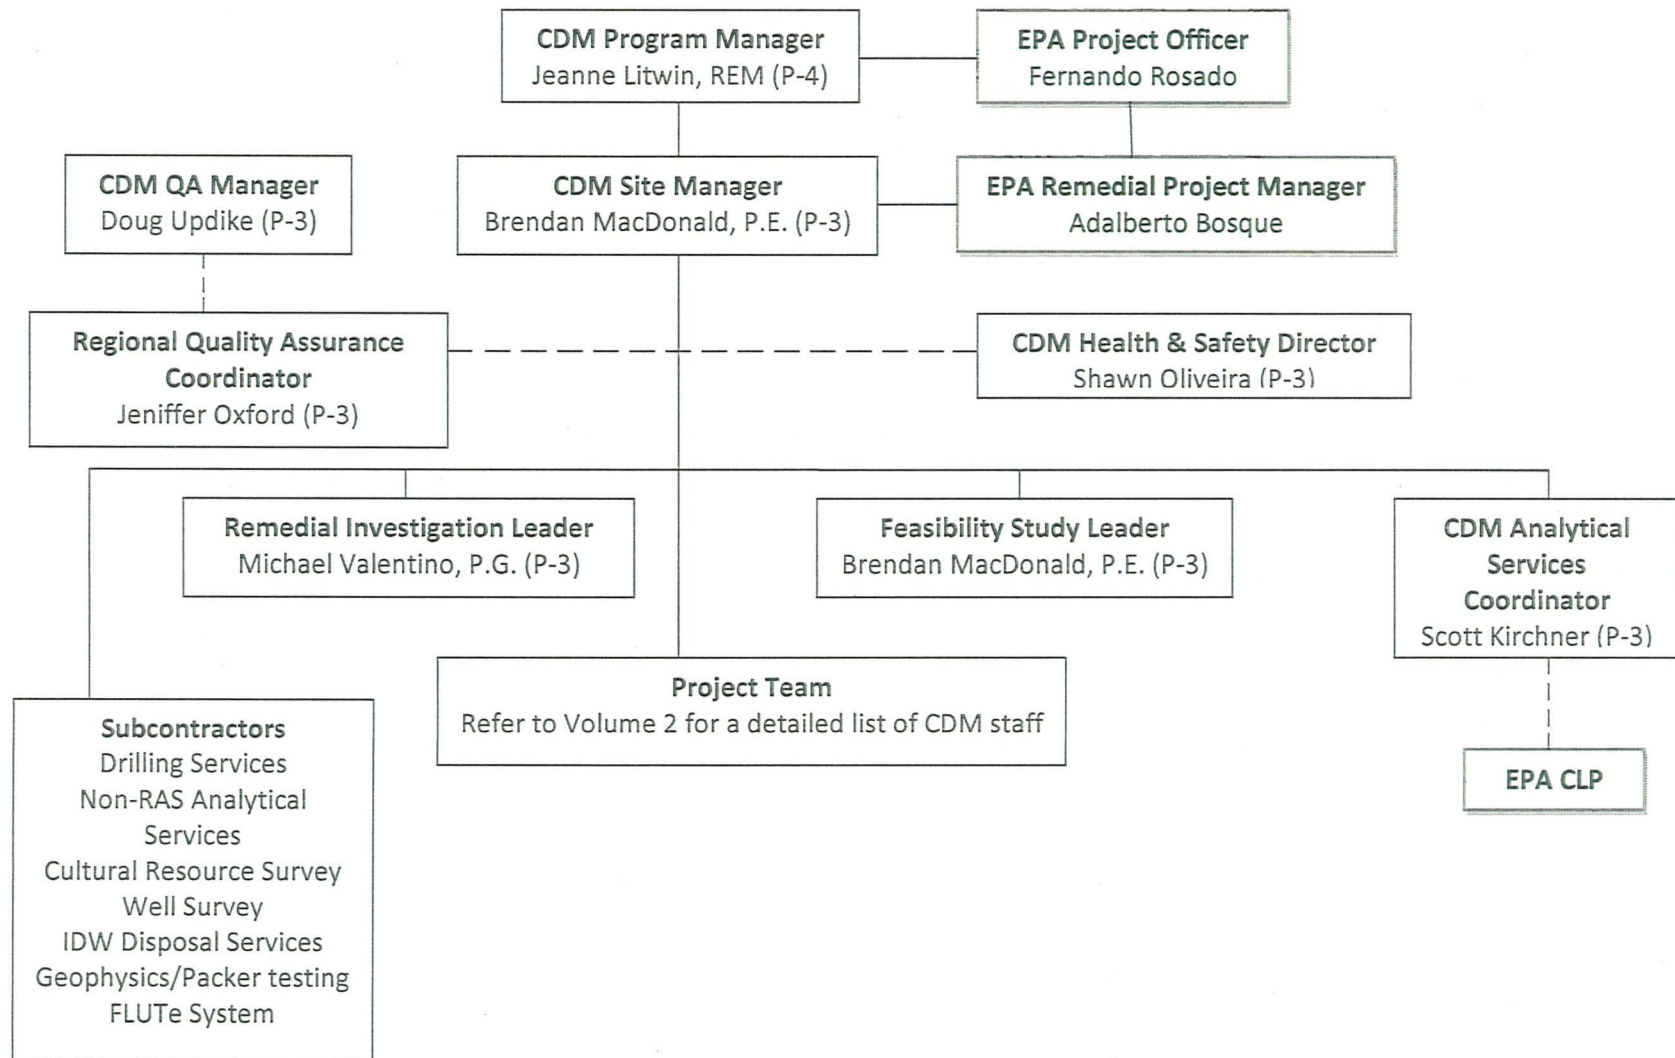 CDM Program Manager
Jeanne Litwin, REM (P-4)
EPA Project Officer
Fernando Rosado
CDM QA Manager
Doug Updike (P-3)
CDM Site Manager
Brendan MacDonald, P.E. (P-3)
EPA Remedial Project Manager
Adalberto Bosque
Regional Quality Assurance
Coordinator
Jeniffer Oxford (P-3)
CDM Health & Safety Director
Shawn Oliveira (P-3)
Remedial Investigation Leader
Michael Valentino, P.G. (P-3)
Feasibility Study Leader
Brendan MacDonald, P.E. (P-3)
CDM Analytical
Services
Coordinator
Scott Kirchner (P-3)
Project Team
Refer to Volume 2 for a detailed list of CDM staff
Subcontractors
Drilling Services
Non-RAS Analytical
Services
Cultural Resource Survey
Well Survey
IDW Disposal Services
Geophysics/Packer testing
FLUTe System
EPA CLP